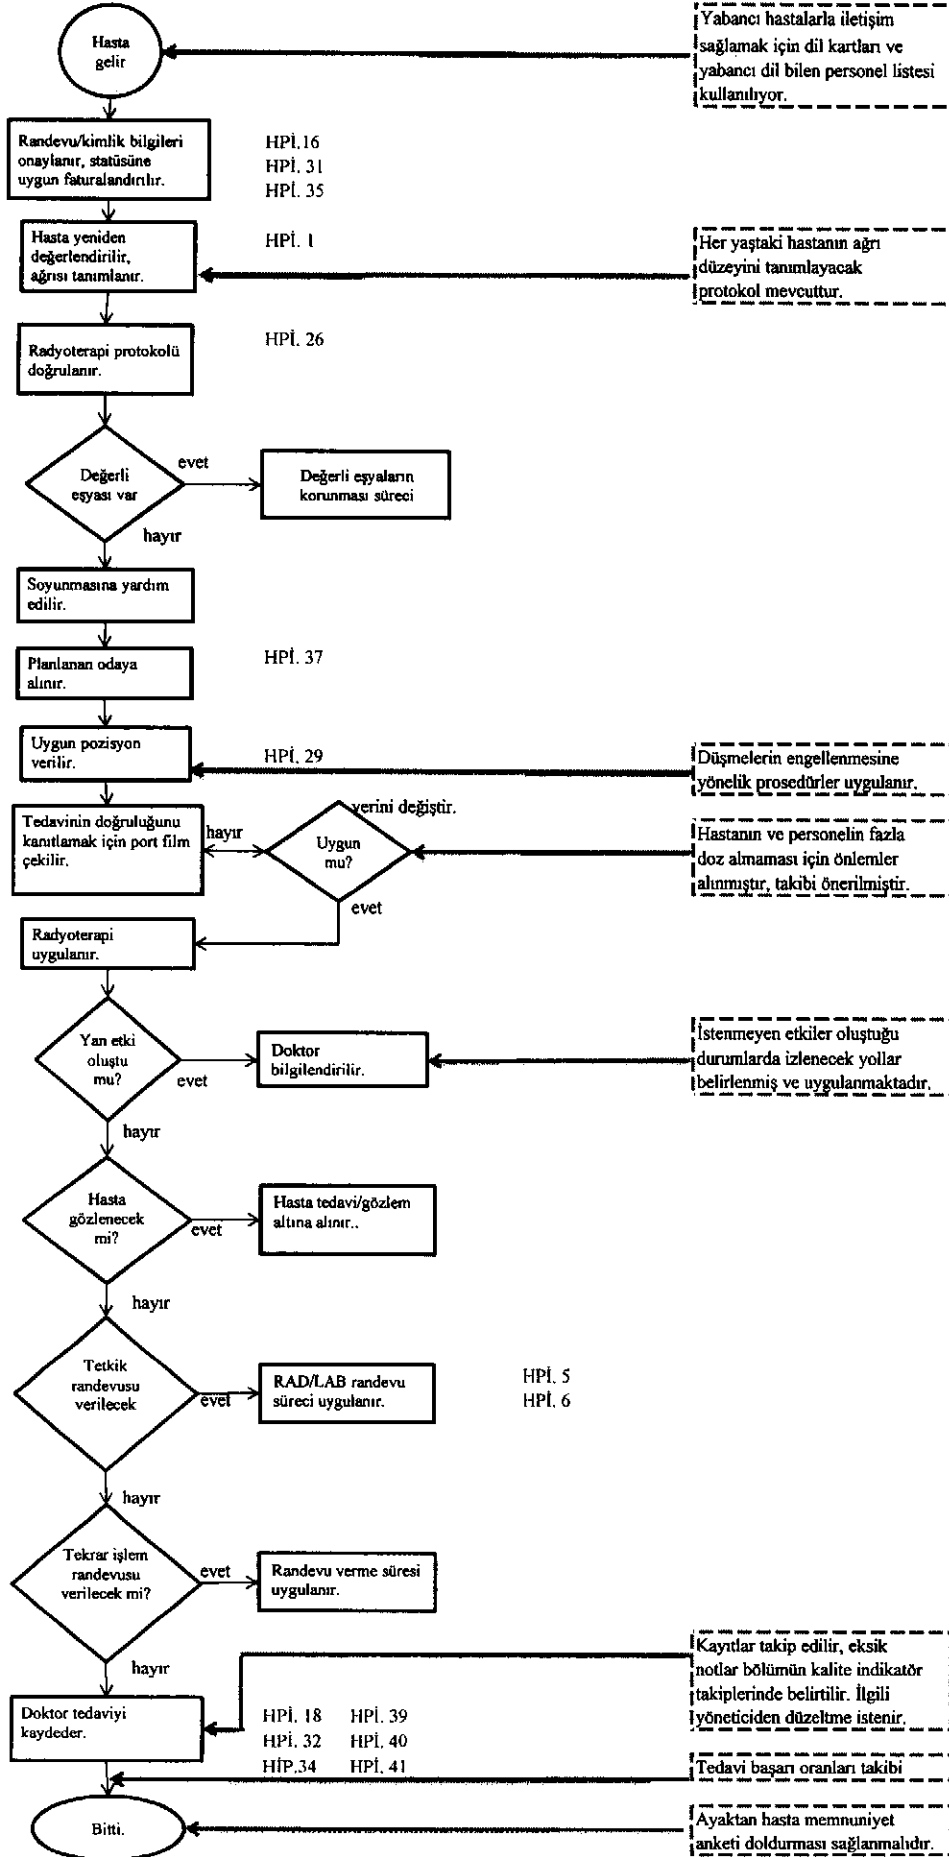 Hasta
gelir
Yabancı hastalarla iletişim
sağlamak için dil kartları ve
yabancı dil bilen personel listesi
kullanılıyor.
Randevu/kimlik bilgileri
onaylanır, statüsüne
uygun faturalandırılır.
HPİ.16
HPİ. 31
HPİ. 35
Hasta yeniden
değerlendirilir,
ağrısı tanımlanır.
HPİ. 1
Her yaştaki hastanın ağrı
düzeyini tanımlayacak
protokol mevcuttur.
Radyoterapi protokolü
doğrulanır.
HPİ. 26
Değerli
eşyası var
evet
Değerli eşyaların
korunması süreci
hayır
Soyunmasına yardım
edilir.
Planlanan odaya
alınır.
HPİ. 37
Uygun pozisyon
verilir.
HPİ. 29
Düşmelerin engellenmesine
yönelik prosedürler uygulanır.
Tedavinin doğruluğunu
kanıtlamak için port film
çekilir.
hayır
yerini değiştir.
Uygun
mu?
Hastanın ve personelin fazla
doz almaması için önlemler
alınmıştır, takibi önerilmiştir.
evet
Radyoterapi
uygulanır.
Yan etki
oluştu
mu?
evet
Doktor
bilgilendirilir.
İstenmeyen etkiler oluştuğu
durumlarda izlenecek yollar
belirlenmiş ve uygulanmaktadır.
hayır
Hasta
gözlenecek
mi?
evet
Hasta tedavi/gözlem
altına alınır..
hayır
Tetkik
randevusu
verilecek
evet
RAD/LAB randevu
süreci uygulanır.
HPİ. 5
HPİ. 6
hayır
Tekrar işlem
randevusu
verilecek mi?
evet
Randevu verme süresi
uygulanır.
hayır
Kayıtlar takip edilir, eksik
notlar bölümün kalite indikatör
takiplerinde belirtilir. İlgili
yöneticiden düzeltme istenir.
Doktor tedaviyi
kaydeder.
HPİ. 18 HPİ. 39
HPİ. 32 HPİ. 40
HİP.34 HPİ. 41
Tedavi başarı oranları takibi
Bitti.
Ayaktan hasta memnuniyet
anketi doldurması sağlanmalıdır.